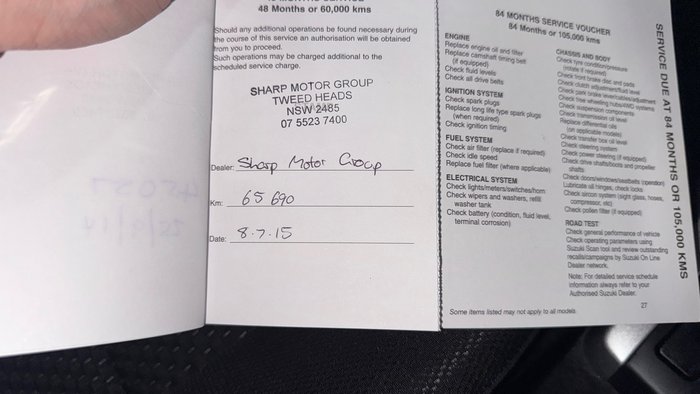 48 Months or 60,000 kms
Should any additional operations be found necessary during
the course of this service an authorisation will be obtained
from you to proceed.
Such operations may be charged additional to the
scheduled service charge.
SHARP MOTOR GROUP
TWEED HEADS
NSW 2485
07 5523 7400
Dealer: Sharp Motor Group
Km: 65 690
Date: 8.7.15
84 MONTHS SERVICE VOUCHER
84 Months or 105,000 kms
ENGINE
Replace engine oil and filter
Replace camshaft timing belt
(if equipped)
Check fluid levels
Check all drive belts
IGNITION SYSTEM
Check spark plugs
Replace long life type spark plugs
(when required)
Check ignition timing
FUEL SYSTEM
Check air filter (replace if required)
Check idle speed
Replace fuel filter (where applicable)
ELECTRICAL SYSTEM
Check lights/meters/switches/horn
Check wipers and washers, refill
washer tank
Check battery (condition, fluid level,
terminal corrosion)
CHASSIS AND BODY
Check tyre condition/pressure
(rotate if required)
Check front brake disc and pads
Check clutch adjustment/fluid level
Check park brake lever/cables/adjustment
Check free wheeling hubs/4WD systems
Check suspension components
Check transmission oil level
Replace differential oils
(on applicable models)
Check transfer box oil level
Check steering system
Check power steering (if equipped)
Check drive shafts/boots and propeller
shafts
Check doors/windows/seatbelts (operation)
Lubricate all hinges, check locks
Check aircon system (sight glass, hoses,
compressor, etc)
Check pollen filter (if equipped)
ROAD TEST
Check general performance of vehicle
Check operating parameters using
Suzuki Scan tool and review outstanding
recalls/campaigns by Suzuki On Line
Dealer network.
Note: For detailed service schedule
information always refer to your
Authorised Suzuki Dealer.
27
Some items listed may not apply to all models.
SERVICE DUE AT 84 MONTHS OR 105,000 KMS